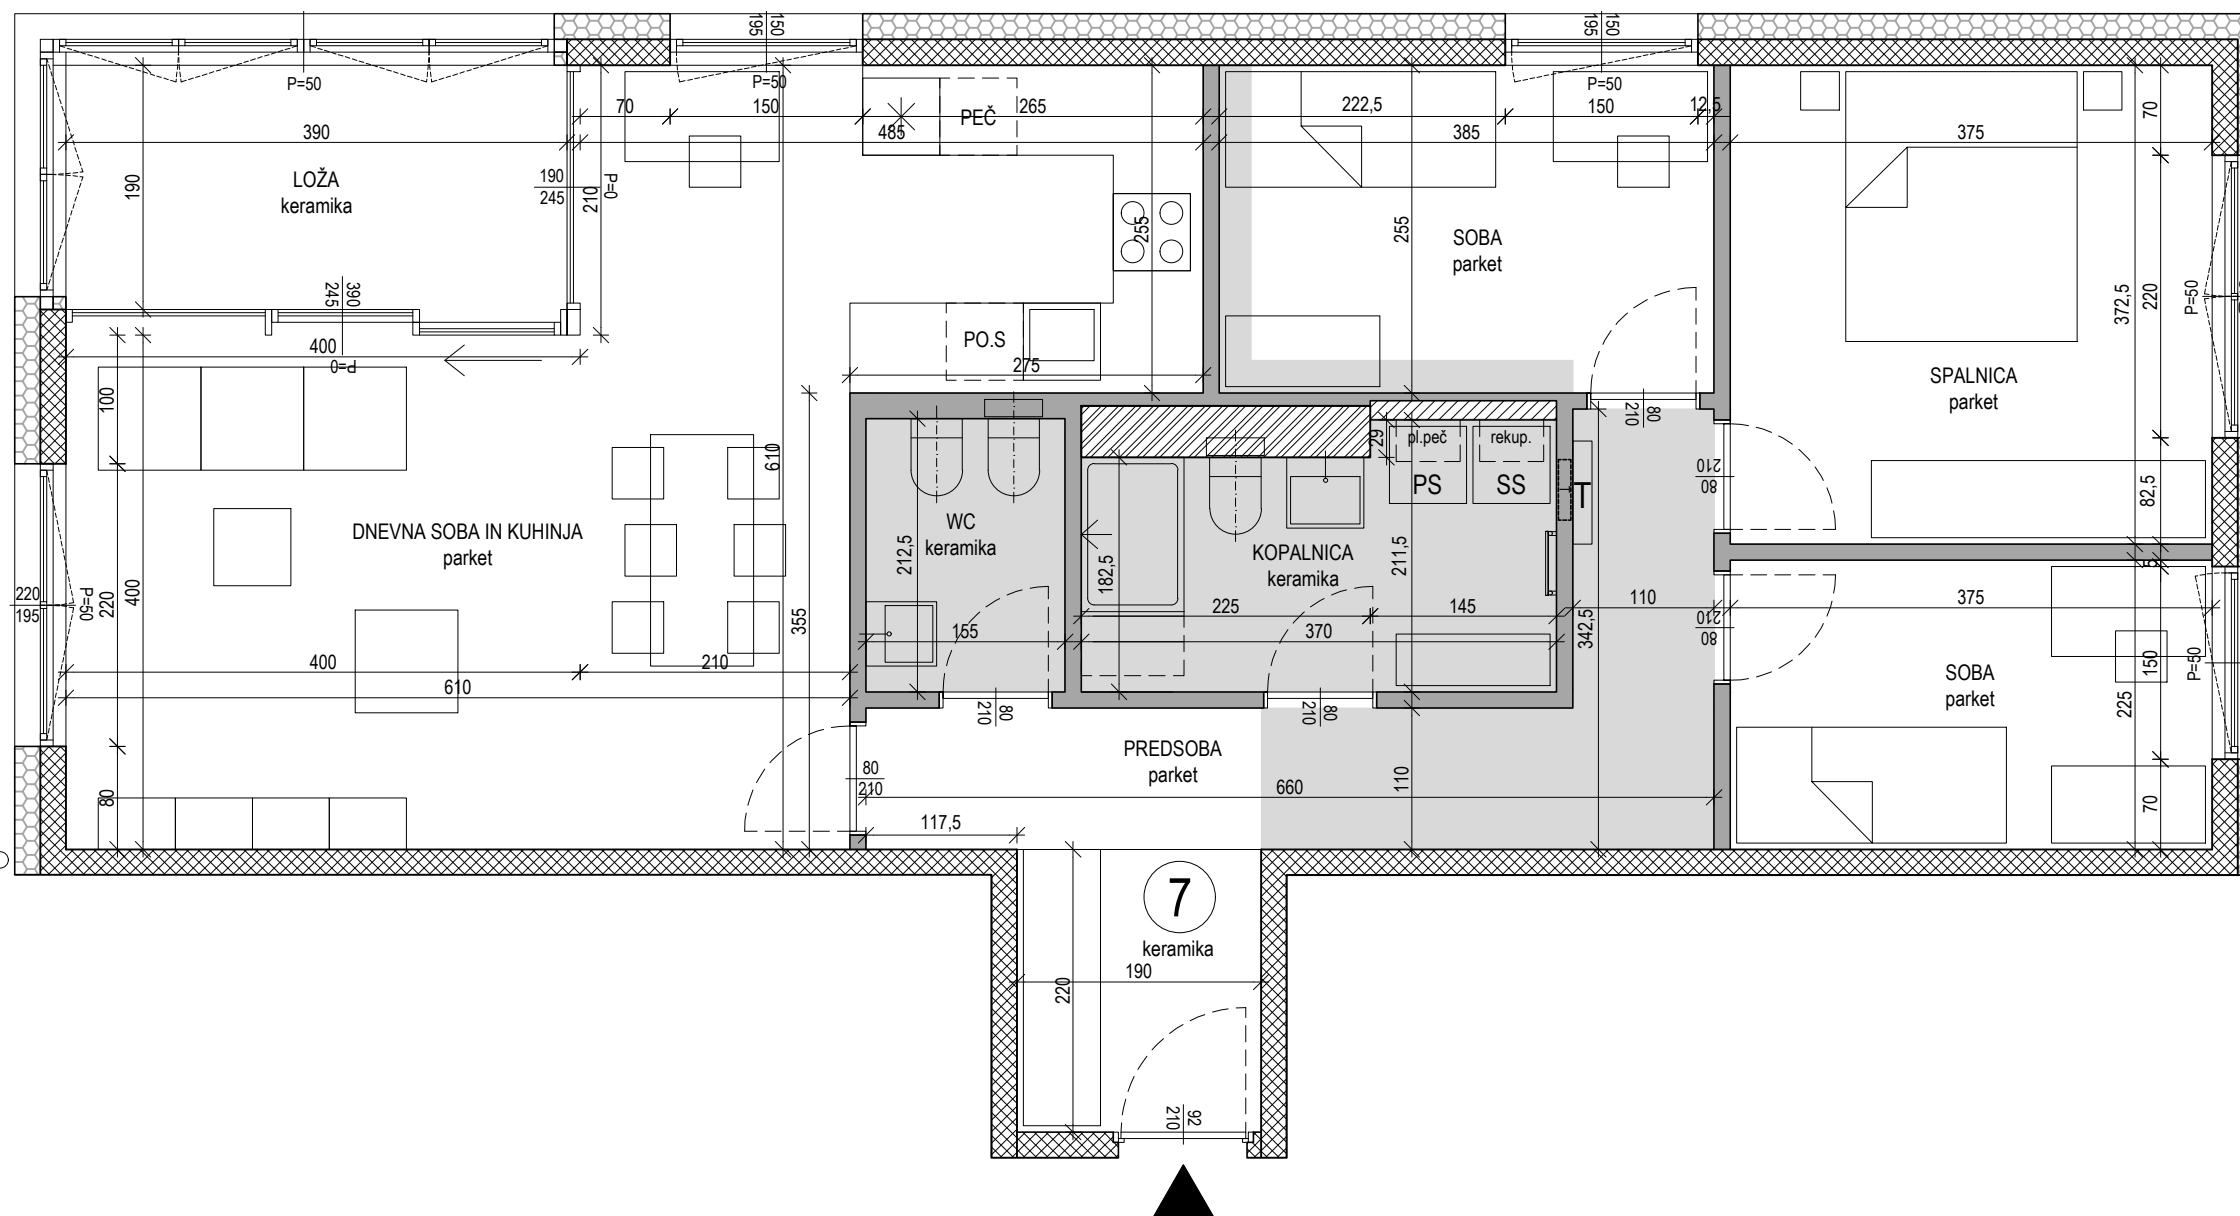 150
195
150
195
P=50
P=50
P=50
70
150
265
222,5
150
12,5
PEČ
390
485
385
375
70
LOŽA
keramika
190
190
245
210
P=0
255
255
SOBA
parket
390
245
400
P=0
PO.S
275
372,5
220
P=50
SPALNICA
parket
100
80
210
29
pl.peč
rekup.
PS
SS
T
610
210
80
82,5
WC
keramika
212,5
DNEVNA SOBA IN KUHINJA
parket
KOPALNICA
keramika
182,5
211,5
220
195
P=50
220
400
355
225
145
110
342,5
210
80
5
375
155
370
400
210
610
SOBA
parket
150
P=50
225
80
210
80
210
PREDSOBA
parket
80
210
660
110
80
117,5
70
7
keramika
190
220
92
210